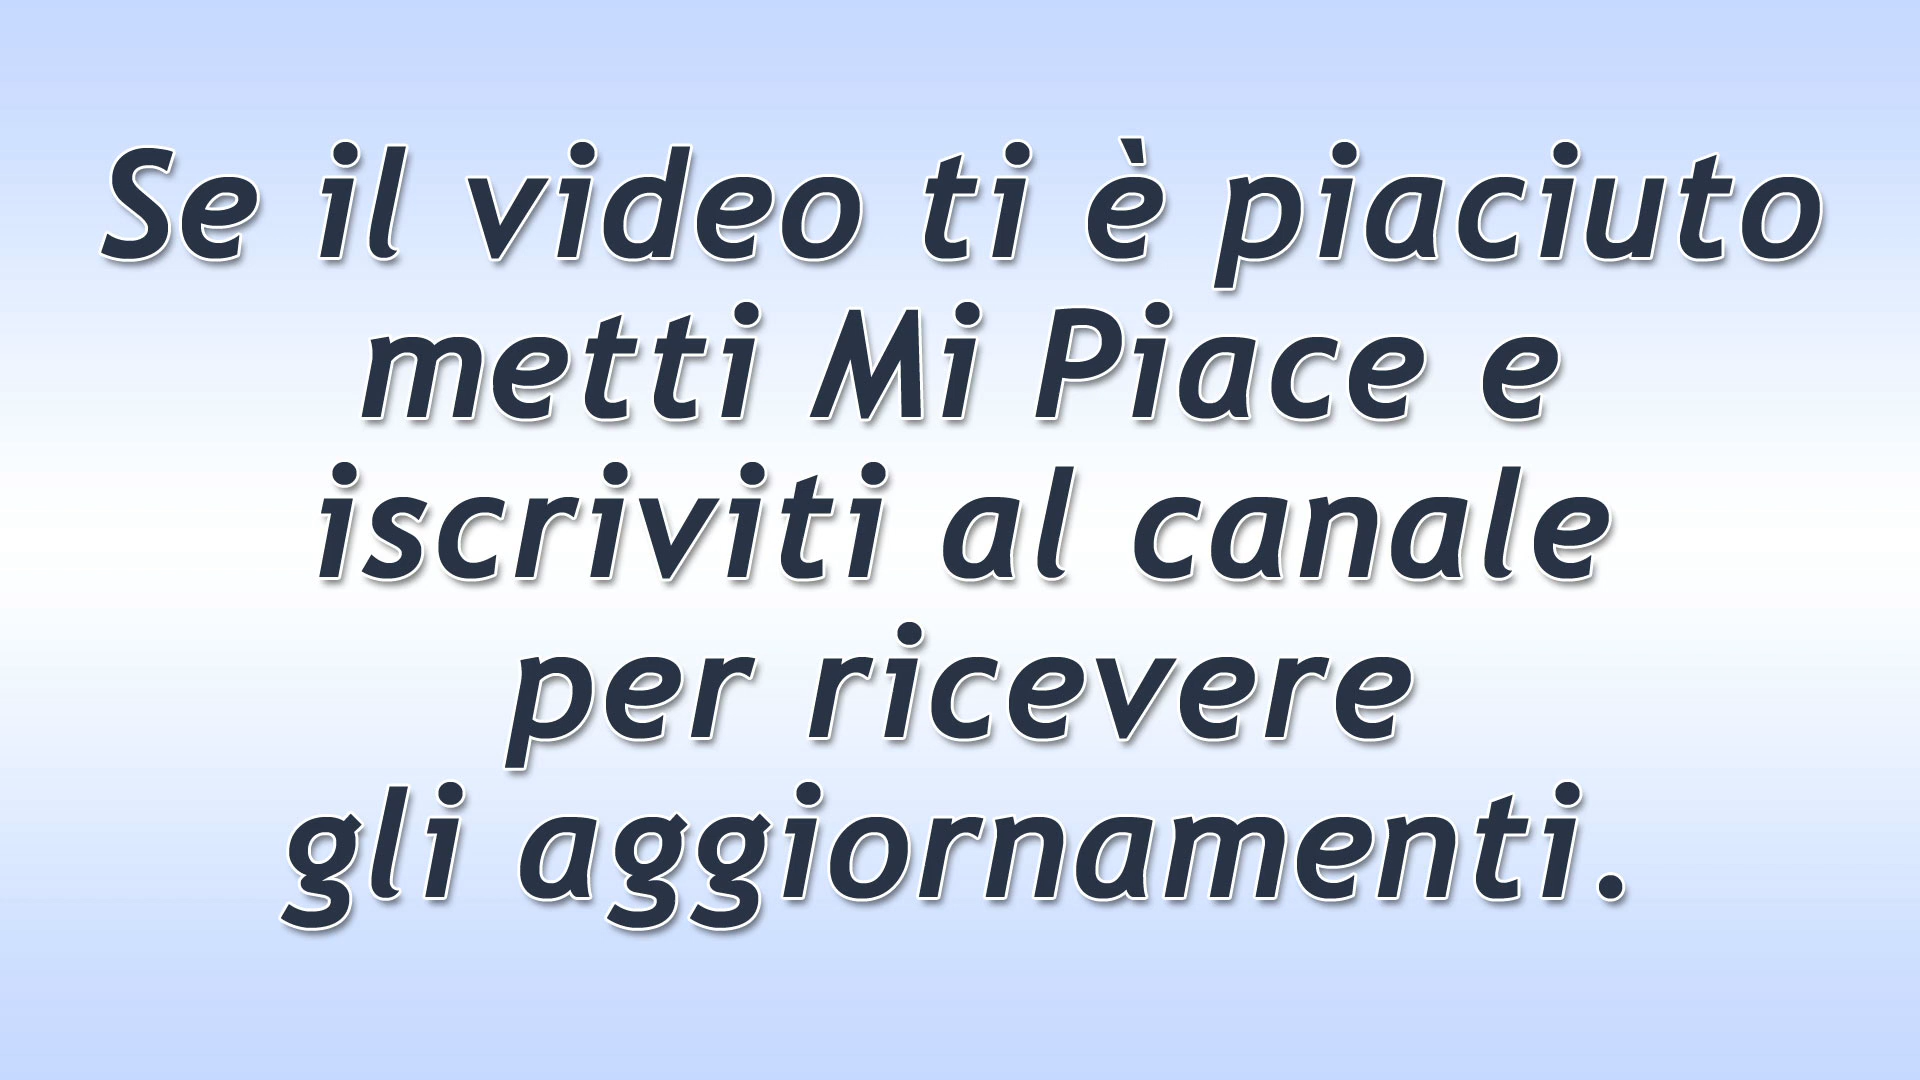 Se il video ti è piaciuto
metti Mi Piace e
iscriviti al canale
per ricevere
gli aggiornamenti.